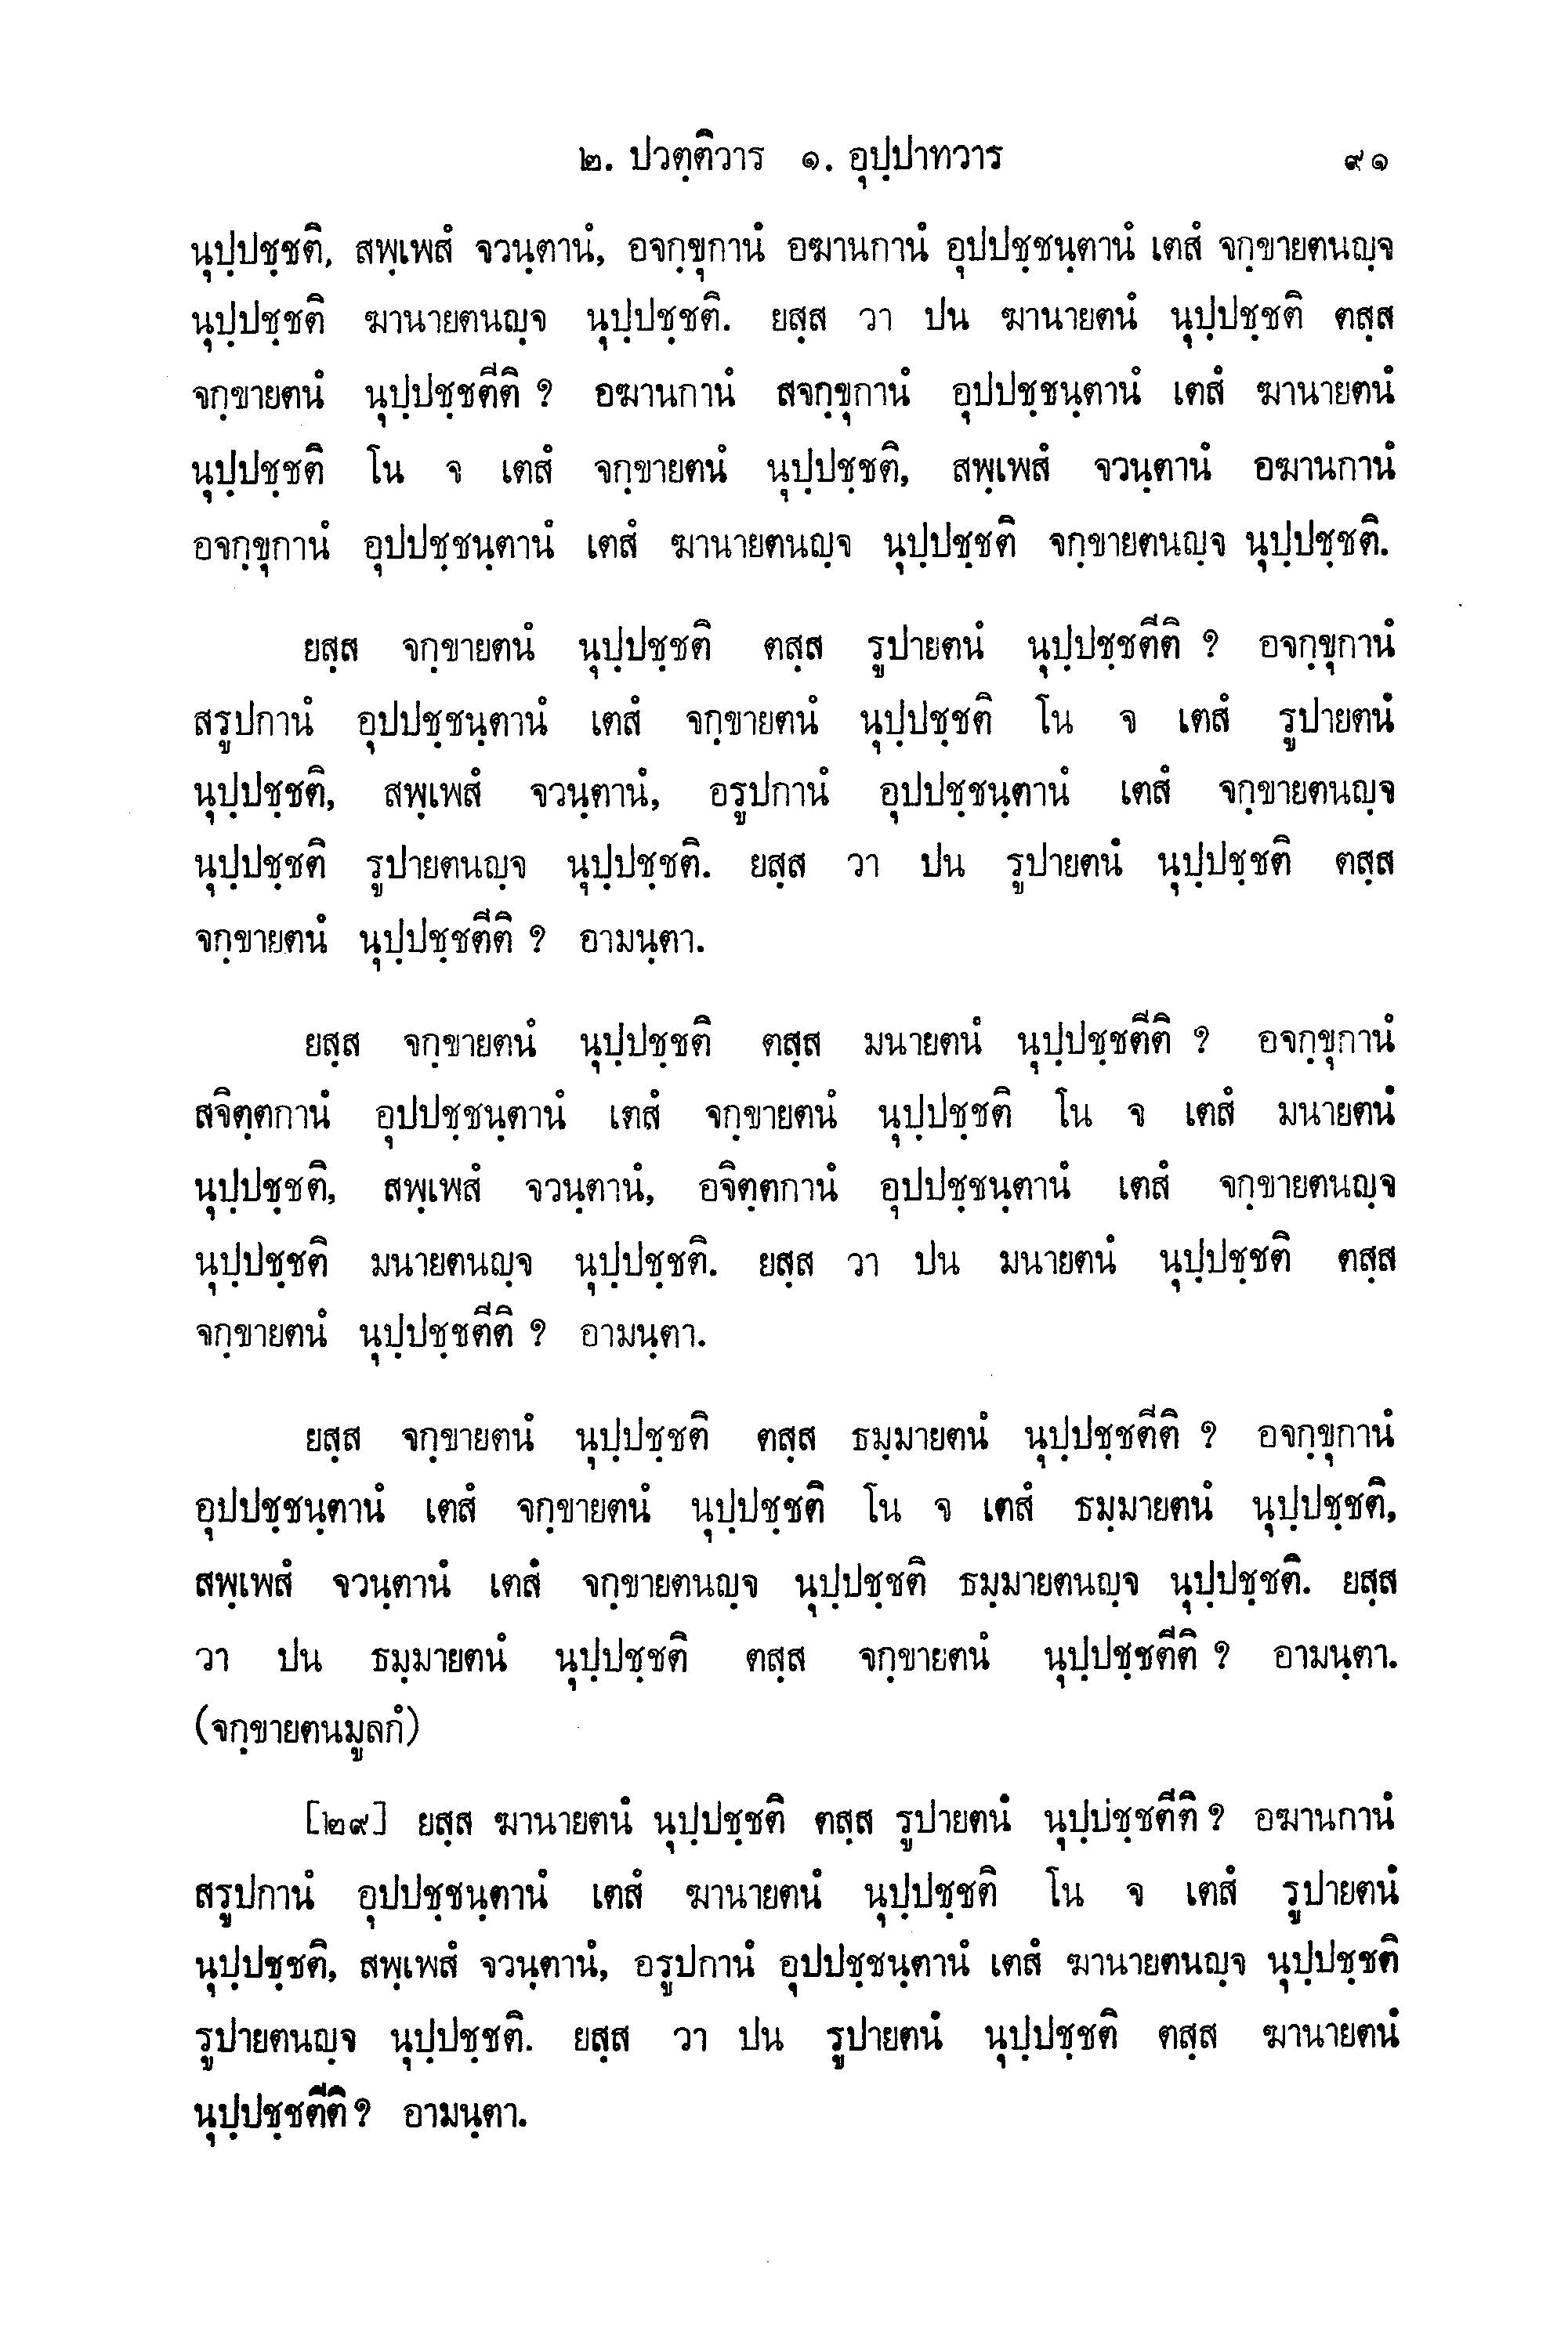 ๒. ปวตฺติวาร ๑. อุปฺปาทวาร ๙๑
นุปฺปชฺชติ, สพฺเพสํ จวนฺตานํ, อจกฺขุกานํ อฆานกานํ อุปปชฺชนฺตานํ เตสํ จกฺขายตนญฺจ
นุปฺปชฺชติ ฆานายตนญฺจ นุปฺปชฺชติ. ยสฺส วา ปน ฆานายตนํ นุปฺปชฺชติ ตสฺส
จกฺขายตนํ นุปฺปชฺชตีติ ? อฆานกานํ สจกฺขุกานํ อุปปชฺชนฺตานํ เตสํ ฆานายตนํ
นุปฺปชฺชติ โน จ เตสํ จกฺขายตนํ นุปฺปชฺชติ, สพฺเพสํ จวนฺตานํ อฆานกานํ
อจกฺขุกานํ อุปปชฺชนฺตานํ เตสํ ฆานายตนญฺจ นุปฺปชฺชติ จกฺขายตนญฺจ นุปฺปชฺชติ.
ยสฺส จกฺขายตนํ นุปฺปชฺชติ ตสฺส รูปายตนํ นุปฺปชฺชตีติ ? อจกฺขุกานํ
สรูปกานํ อุปปชฺชนฺตานํ เตสํ จกฺขายตนํ นุปฺปชฺชติ โน จ เตสํ รูปายตนํ
นุปฺปชฺชติ, สพฺเพสํ จวนฺตานํ, อรูปกานํ อุปปชฺชนฺตานํ เตสํ จกฺขายตนญฺจ
นุปฺปชฺชติ รูปายตนญฺจ นุปฺปชฺชติ. ยสฺส วา ปน รูปายตนํ นุปฺปชฺชติ ตสฺส
จกฺขายตนํ นุปฺปชฺชตีติ ? อามนฺตา.
ยสฺส จกฺขายตนํ นุปฺปชฺชติ ตสฺส มนายตนํ นุปฺปชฺชตีติ ? อจกฺขุกานํ
สจิตฺตกานํ อุปปชฺชนฺตานํ เตสํ จกฺขายตนํ นุปฺปชฺชติ โน จ เตสํ มนายตนํ
นุปฺปชฺชติ, สพฺเพสํ จวนฺตานํ, อจิตฺตกานํ อุปปชฺชนฺตานํ เตสํ จกฺขายตนญฺจ
นุปฺปชฺชติ มนายตนญฺจ นุปฺปชฺชติ. ยสฺส วา ปน มนายตนํ นุปฺปชฺชติ ตสฺส
จกฺขายตนํ นุปฺปชฺชตีติ ? อามนฺตา.
ยสฺส จกฺขายตนํ นุปฺปชฺชติ ตสฺส ธมฺมายตนํ นุปฺปชฺชตีติ ? อจกฺขุกานํ
อุปปชฺชนฺตานํ เตสํ จกฺขายตนํ นุปฺปชฺชติ โน จ เตสํ ธมฺมายตนํ นุปฺปชฺชติ,
สพฺเพสํ จวนฺตานํ เตสํ จกฺขายตนญฺจ นุปฺปชฺชติ ธมฺมายตนญฺจ นุปฺปชฺชติ. ยสฺส
วา ปน ธมฺมายตนํ นุปฺปชฺชติ ตสฺส จกฺขายตนํ นุปฺปชฺชตีติ ? อามนฺตา.
(จกฺขายตนมูลกํ)
[๒๙] ยสฺส ฆานายตนํ นุปฺปชฺชติ ตสฺส รูปายตนํ นุปฺปชฺชตีติ ? อฆานกานํ
สรูปกานํ อุปปชฺชนฺตานํ เตสํ ฆานายตนํ นุปฺปชฺชติ โน จ เตสํ รูปายตนํ
นุปฺปชฺชติ, สพฺเพสํ จวนฺตานํ, อรูปกานํ อุปปชฺชนฺตานํ เตสํ ฆานายตนญฺจ นุปฺปชฺชติ
รูปายตนญฺจ นุปฺปชฺชติ. ยสฺส วา ปน รูปายตนํ นุปฺปชฺชติ ตสฺส ฆานายตนํ
นุปฺปชฺชตีติ ? อามนฺตา.